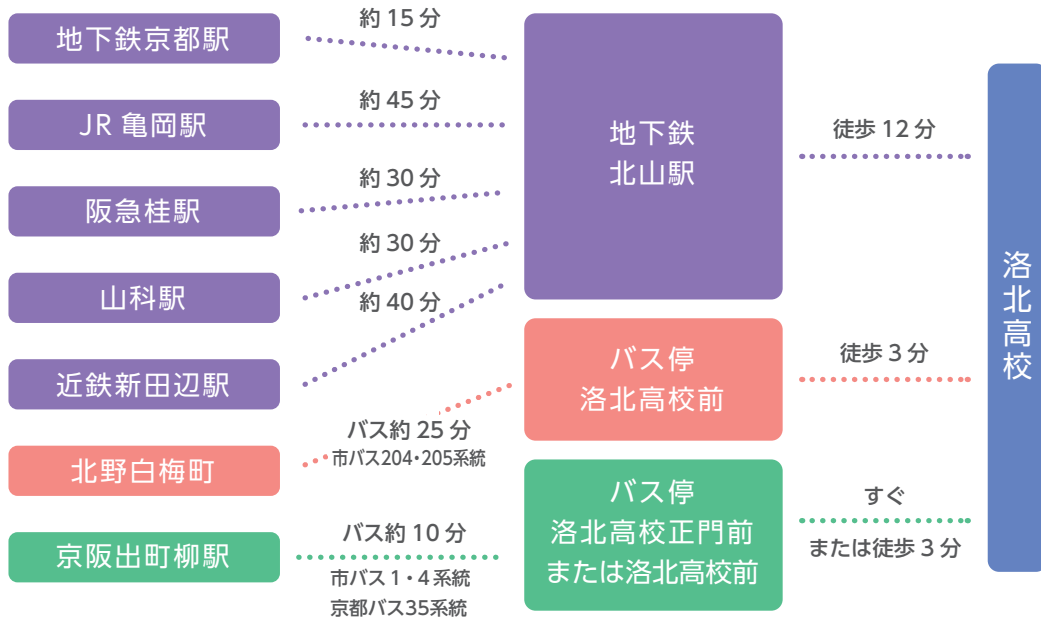 地下鉄京都駅
約 15 分
JR 亀岡駅
約 45 分
阪急桂駅
約 30 分
山科駅
約 30 分
近鉄新田辺駅
約 40 分
地下鉄
北山駅
徒歩 12 分
北野白梅町
バス約 25 分
市バス204・205系統
バス停
洛北高校前
徒歩 3 分
京阪出町柳駅
バス約 10 分
市バス 1・4 系統
京都バス35系統
バス停
洛北高校正門前
または洛北高校前
すぐ
または徒歩 3 分
洛北高校